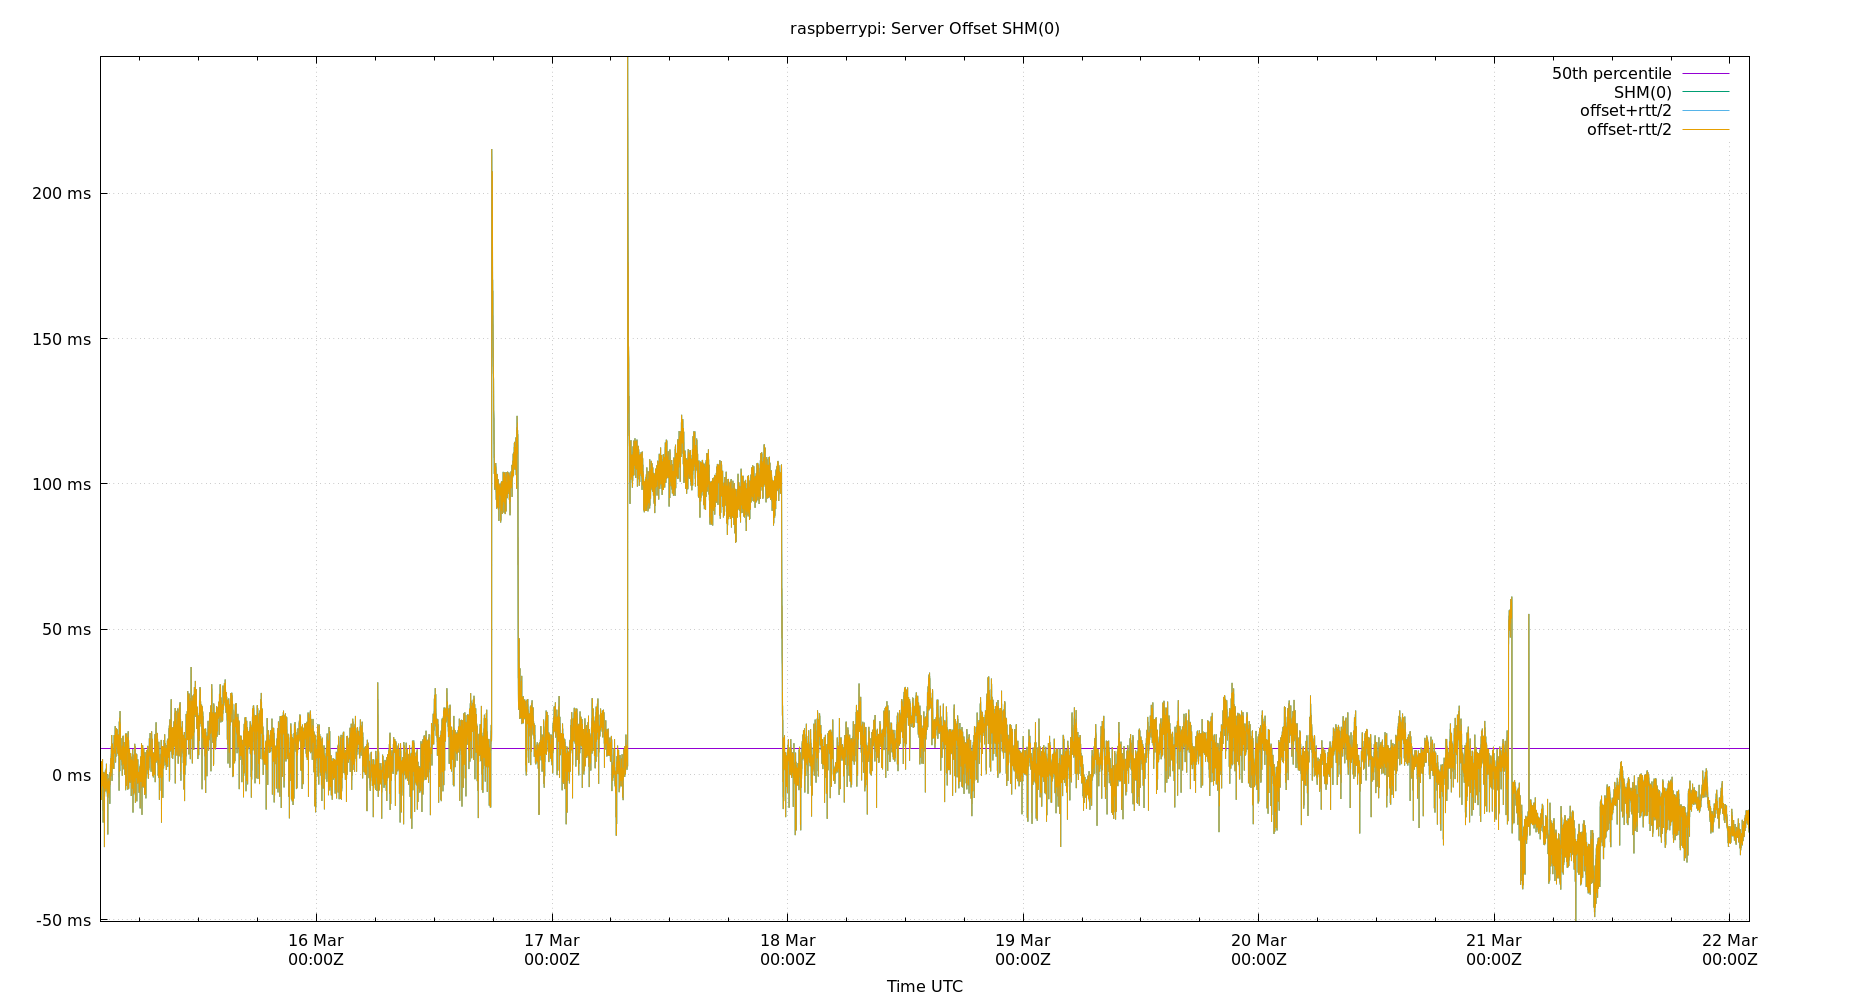 raspberrypi: Server Offset SHM(0)
50th percentile
SHM(0)
offset+rtt/2
offset-rtt/2
200 ms
150 ms
100 ms
50 ms
0 ms
-50 ms
16 Mar 17 Mar 18 Mar 19 Mar 20 Mar 21 Mar 22 Mar
00:00Z 00:00Z 00:00Z 00:00Z 00:00Z 00:00Z 00:00Z
Time UTC